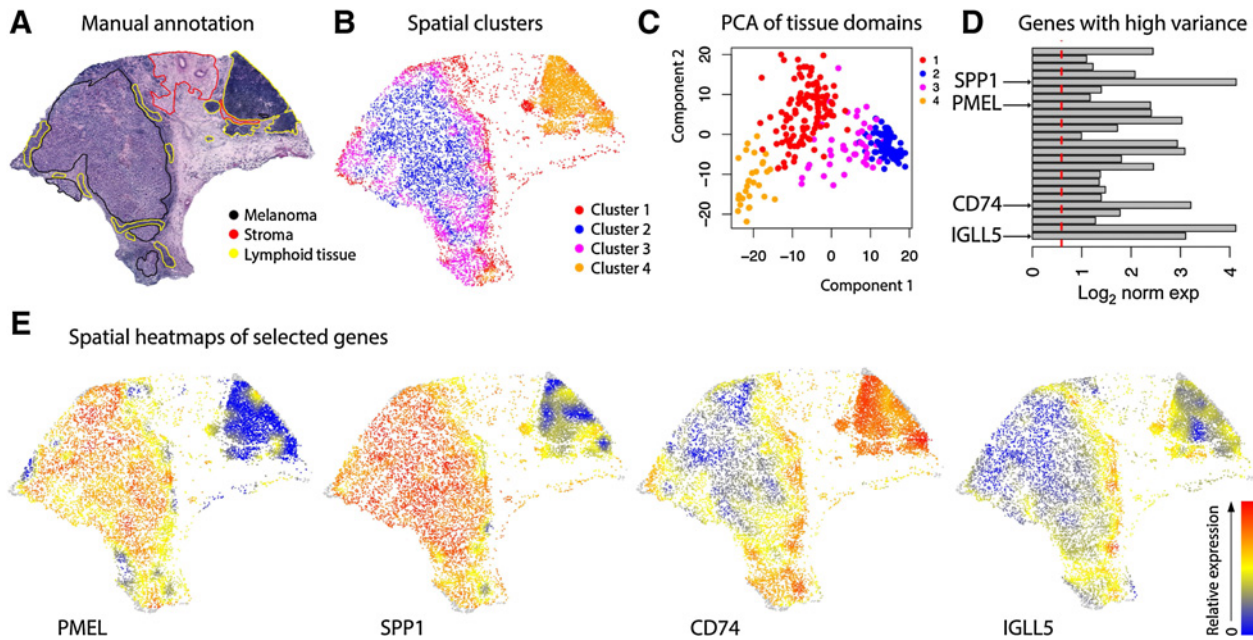 A Manual annotation
Melanoma
Stroma
Lymphoid tissue
B Spatial clusters
Cluster 1
Cluster 2
Cluster 3
Cluster 4
C PCA of tissue domains
Component 2
20
10
0
−10
−20
−20
−10
0
10
20
Component 1
1
2
3
4
D Genes with high variance
SPP1
PMEL
CD74
IGLL5
0
1
2
3
4
Log2 norm exp
E Spatial heatmaps of selected genes
PMEL
SPP1
CD74
IGLL5
0
Relative expression